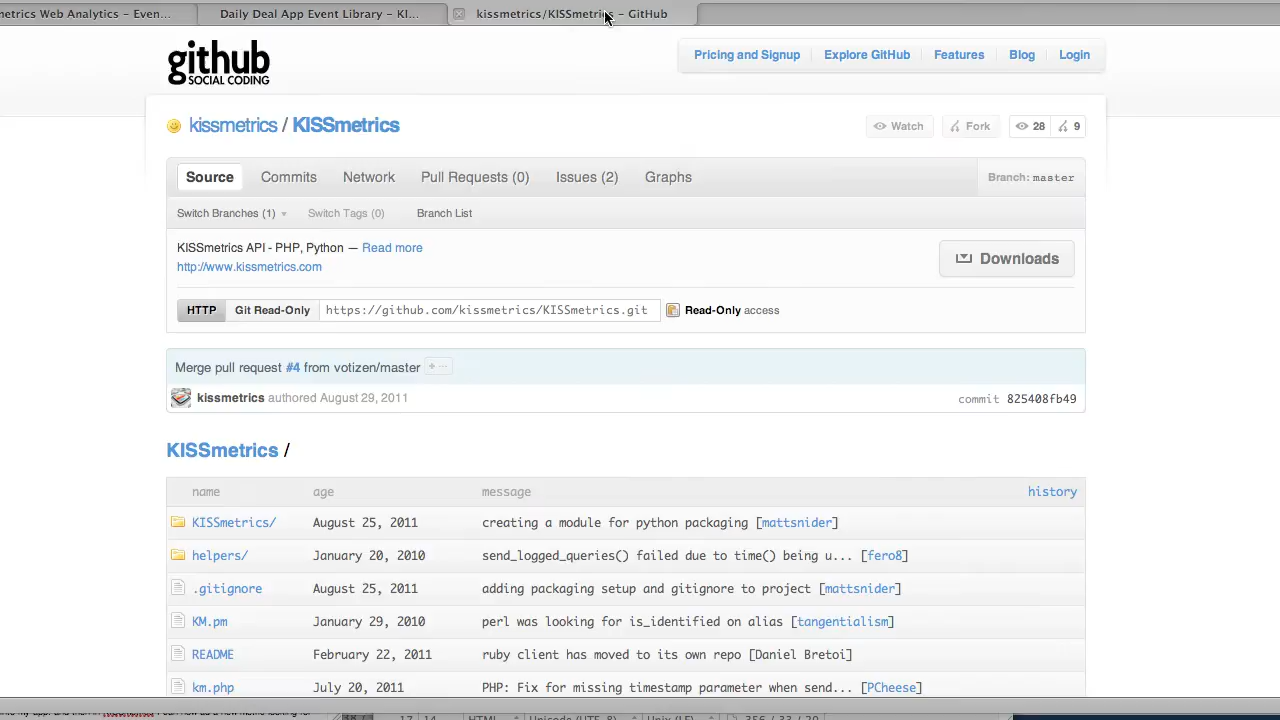 metrics Web Analytics - Even...
Daily Deal App Event Library - KI...
kissmetrics/KISSmetrics - GitHub
github
SOCIAL CODING
Pricing and Signup
Explore GitHub
Features
Blog
Login
kissmetrics / KISSmetrics
Watch
Fork
28
9
Source
Commits
Network
Pull Requests (0)
Issues (2)
Graphs
Branch: master
Switch Branches (1)
Switch Tags (0)
Branch List
KISSmetrics API - PHP, Python — Read more
http://www.kissmetrics.com
Downloads
HTTP
Git Read-Only
https://github.com/kissmetrics/KISSmetrics.git
Read-Only access
Merge pull request #4 from votizen/master
kissmetrics authored August 29, 2011
commit 825408fb49
KISSmetrics /
name age message history
KISSmetrics/ August 25, 2011 creating a module for python packaging [mattsnider]
helpers/ January 20, 2010 send_logged_queries() failed due to time() being u... [fero8]
.gitignore August 25, 2011 adding packaging setup and gitignore to project [mattsnider]
KM.pm January 29, 2010 perl was looking for is_identified on alias [tangentialism]
README February 22, 2011 ruby client has moved to its own repo [Daniel Bretoi]
km.php July 20, 2011 PHP: Fix for missing timestamp parameter when send... [PCheese]